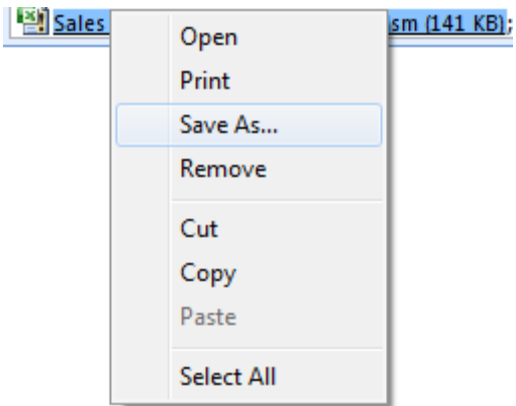 Sales sm (141 KB);
Open
Print
Save As...
Remove
Cut
Copy
Paste
Select All